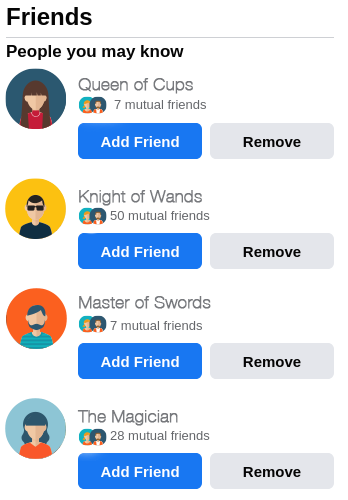 Friends
People you may know
Queen of Cups
7 mutual friends
Add Friend Remove
Knight of Wands
50 mutual friends
Add Friend Remove
Master of Swords
7 mutual friends
Add Friend Remove
The Magician
28 mutual friends
Add Friend Remove